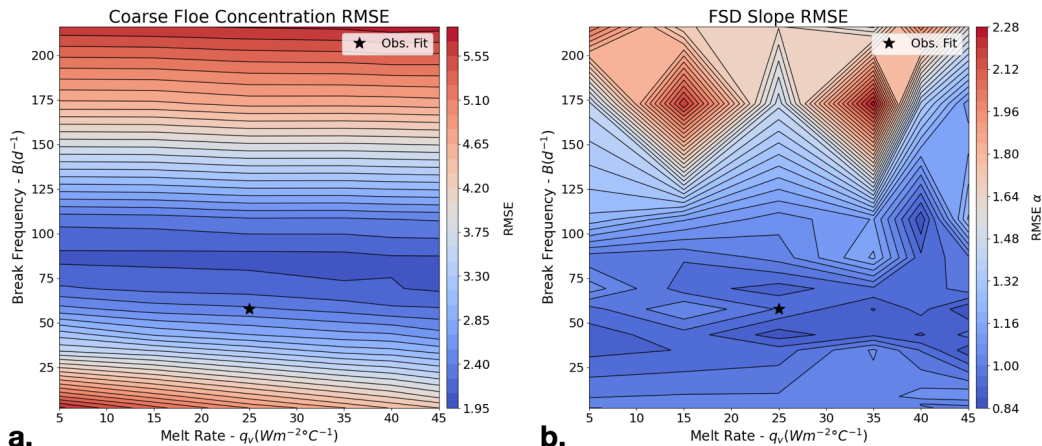 Coarse Floe Concentration RMSE
★ Obs. Fit
Break Frequency - B(d⁻¹)
200
175
150
125
100
75
50
25
5 10 15 20 25 30 35 40 45
Melt Rate - qᵥ(Wm⁻²°C⁻¹)
5.55
5.10
4.65
4.20
3.75
3.30
2.85
2.40
1.95
RMSE
a.
FSD Slope RMSE
★ Obs. Fit
Break Frequency - B(d⁻¹)
200
175
150
125
100
75
50
25
5 10 15 20 25 30 35 40 45
Melt Rate - qᵥ(Wm⁻²°C⁻¹)
2.28
2.12
1.96
1.80
1.64
1.48
1.32
1.16
1.00
0.84
RMSE α
b.